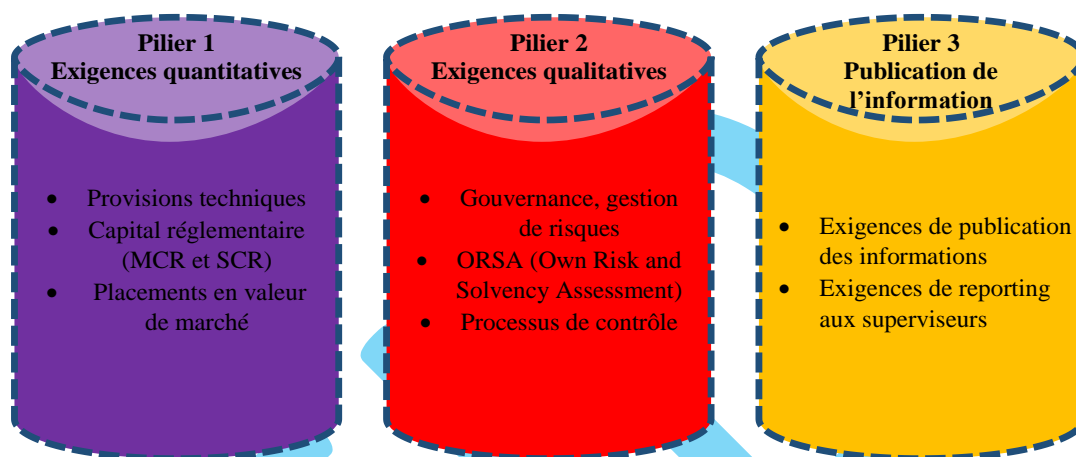 Pilier 1
Exigences quantitatives
• Provisions techniques
• Capital réglementaire
(MCR et SCR)
• Placements en valeur
de marché
Pilier 2
Exigences qualitatives
• Gouvernance, gestion
de risques
• ORSA (Own Risk and
Solvency Assessment)
• Processus de contrôle
Pilier 3
Publication de
l’information
• Exigences de publication
des informations
• Exigences de reporting
aux superviseurs